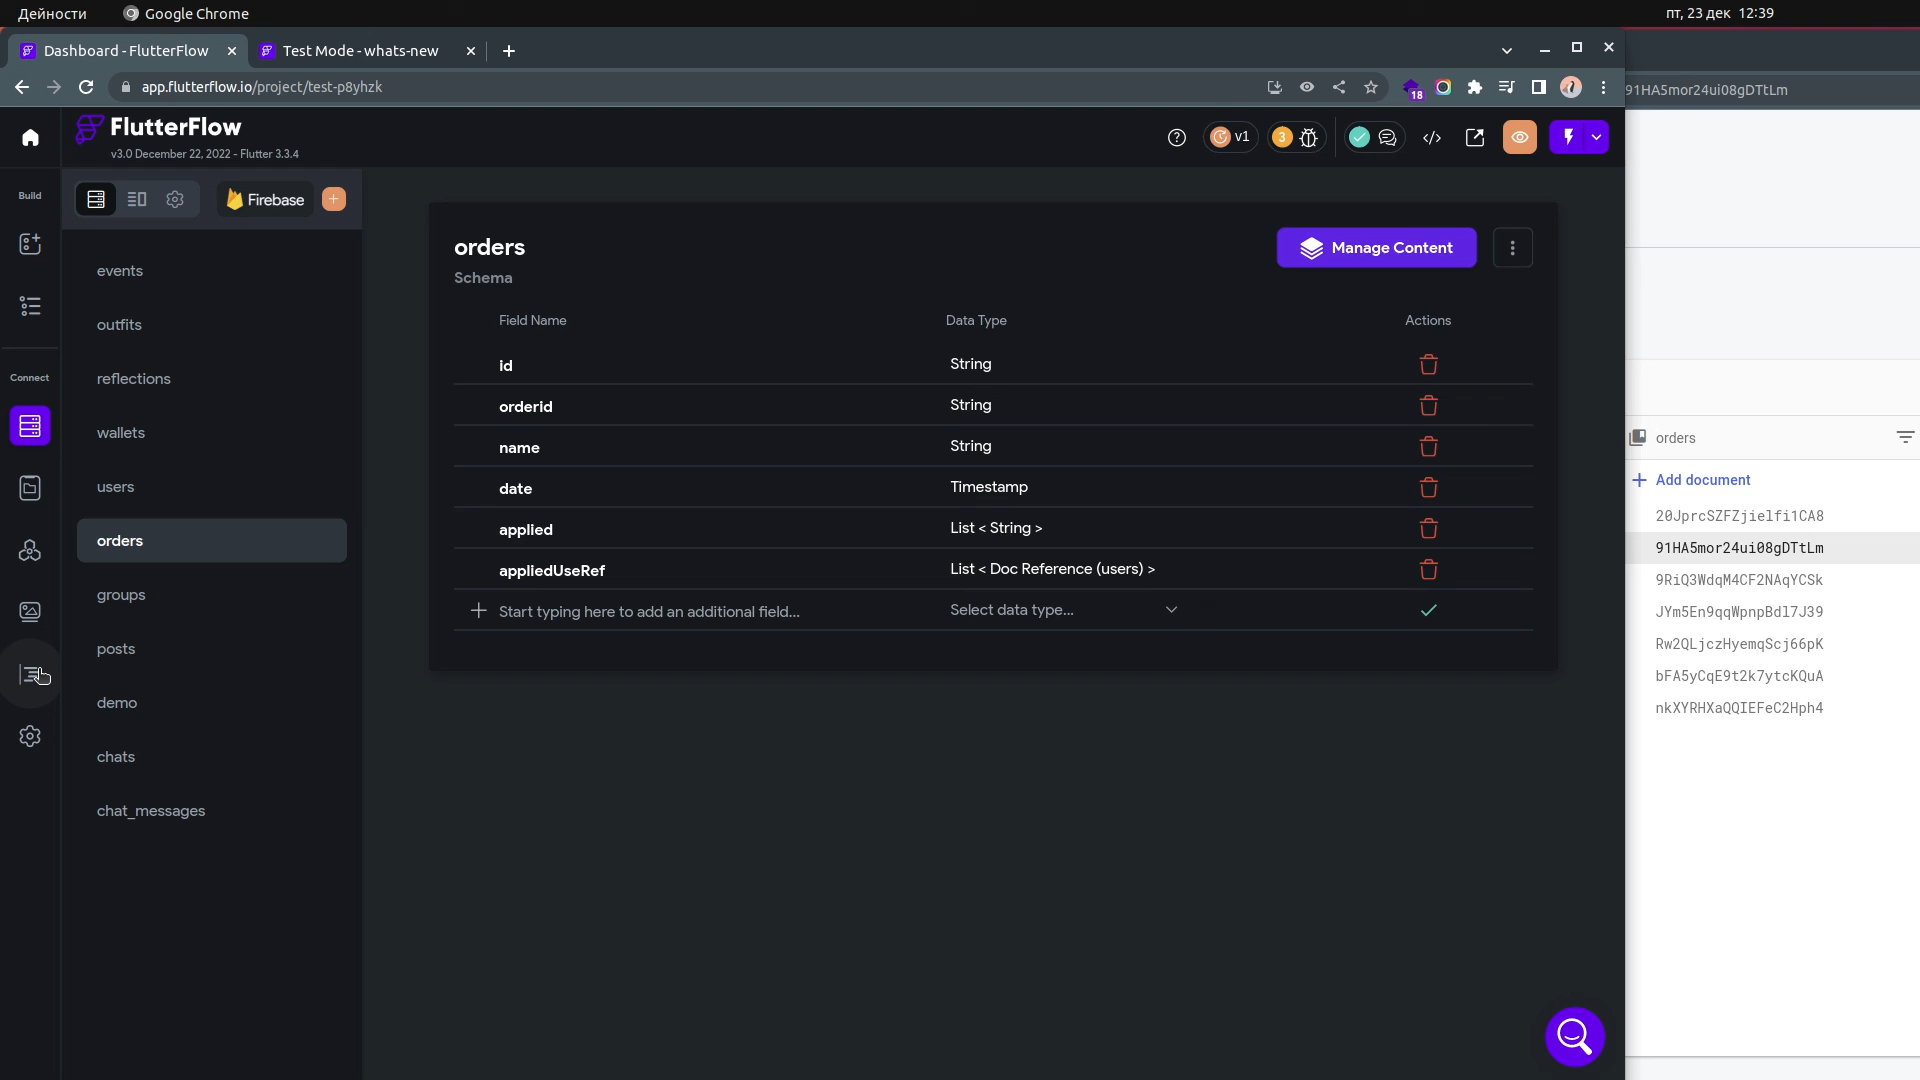 Дейности
Google Chrome
пт, 23 дек 12:39
Dashboard - FlutterFlow
Test Mode - whats-new
app.flutterflow.io/project/test-p8yhzk
18
91HA5mor24ui08gDTtLm
FlutterFlow
v3.0 December 22, 2022 - Flutter 3.3.4
v1
3
Build
Connect
Firebase
events
outfits
reflections
wallets
users
orders
groups
posts
demo
chats
chat_messages
orders
Schema
Manage Content
Field Name
Data Type
Actions
id
String
orderid
String
name
String
date
Timestamp
applied
List < String >
appliedUseRef
List < Doc Reference (users) >
Start typing here to add an additional field...
Select data type...
orders
Add document
20JprcSZFZjielfi1CA8
91HA5mor24ui08gDTtLm
9RiQ3WdqM4CF2NAqYCSk
JYm5En9qqWpnpBdl7J39
Rw2QLjczHyemqScj66pK
bFA5yCqE9t2k7ytcKQuA
nkXYRHXaQQIEFeC2Hph4